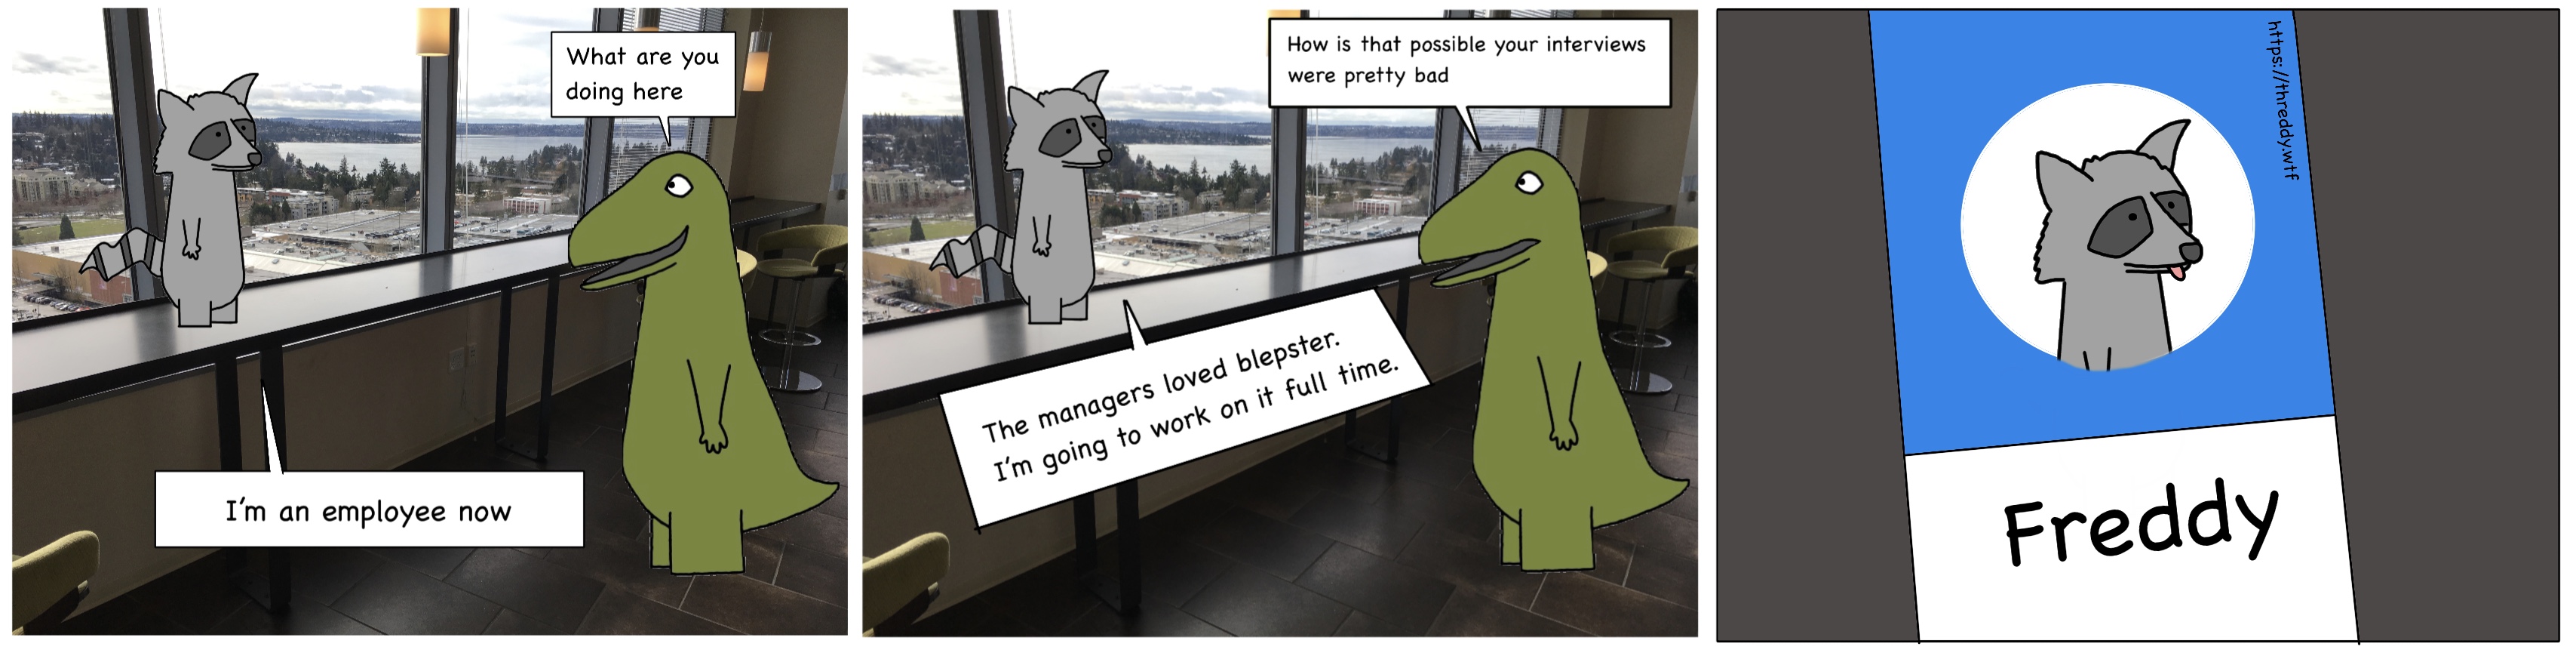 What are you
doing here
I'm an employee now
How is that possible your interviews
were pretty bad
The managers loved blepster.
I'm going to work on it full time.
https://threddy.wtf
Freddy